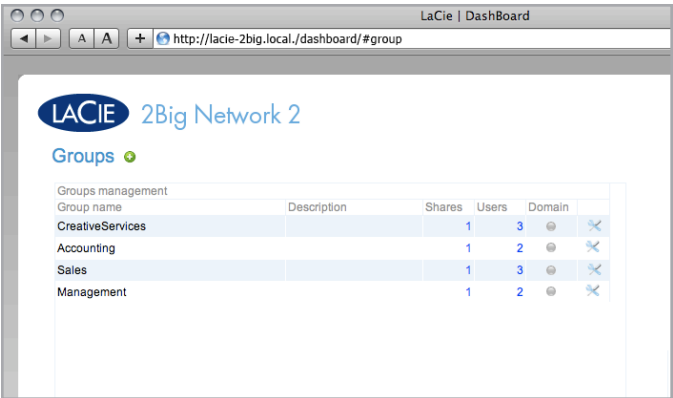 LaCie | DashBoard
A A + http://lacie-2big.local./dashboard/#group
LACIE 2Big Network 2
Groups
Groups management
Group name Description Shares Users Domain
CreativeServices 1 3
Accounting 1 2
Sales 1 3
Management 1 2